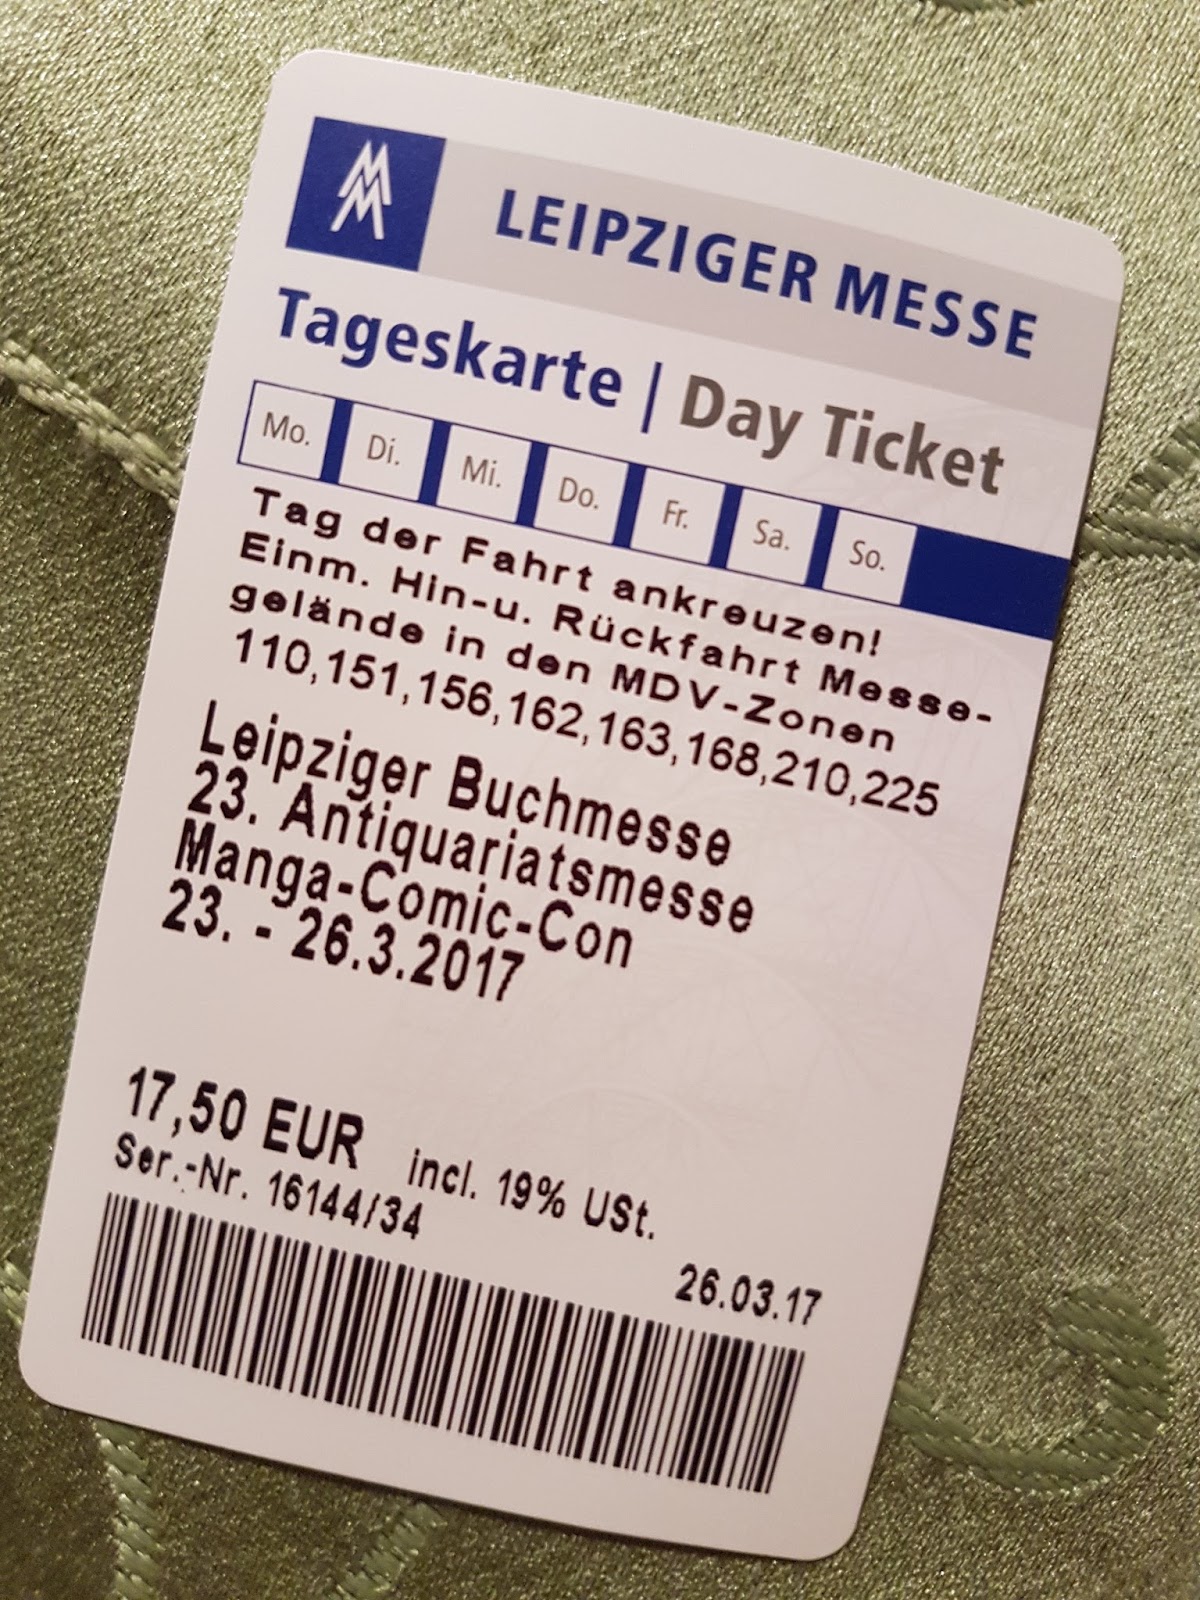 LEIPZIGER MESSE
Tageskarte | Day Ticket
Mo. Di. Mi. Do. Fr. Sa. So.
Tag der Fahrt ankreuzen!
Einm. Hin-u. Rückfahrt Messe-
gelände in den MDV-Zonen
110,151,156,162,163,168,210,225
Leipziger Buchmesse
23. Antiquariatsmesse
Manga-Comic-Con
23. - 26.3.2017
17,50 EUR incl. 19% USt.
Ser.-Nr. 16144/34
26.03.17